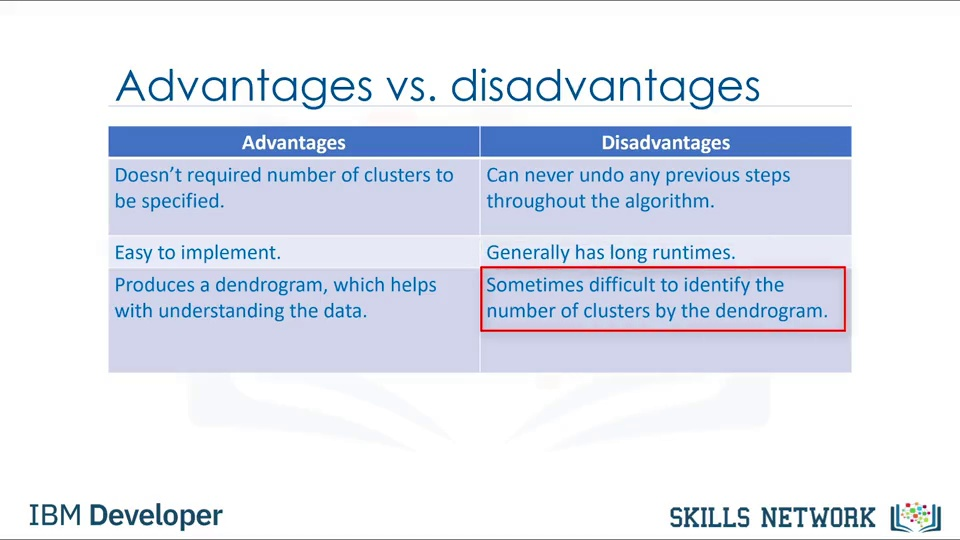 Advantages vs. disadvantages
Advantages
Disadvantages
Doesn't required number of clusters to
be specified.
Can never undo any previous steps
throughout the algorithm.
Easy to implement.
Generally has long runtimes.
Produces a dendrogram, which helps
with understanding the data.
Sometimes difficult to identify the
number of clusters by the dendrogram.
IBM Developer
SKILLS NETWORK